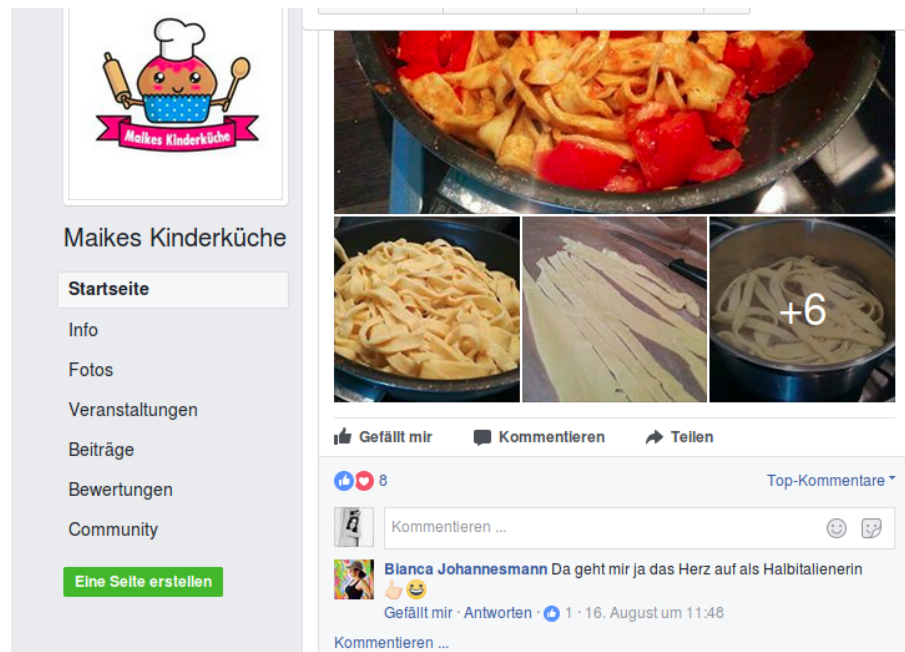 Maikes Kinderküche
Maikes Kinderküche
Startseite
Info
Fotos
Veranstaltungen
Beiträge
Bewertungen
Community
Eine Seite erstellen
+6
Gefällt mir Kommentieren Teilen
8 Top-Kommentare
Kommentieren ...
Bianca Johannesmann Da geht mir ja das Herz auf als Halbitalienerin
👍🏻😄
Gefällt mir · Antworten · 1 · 16. August um 11:48
Kommentieren ...